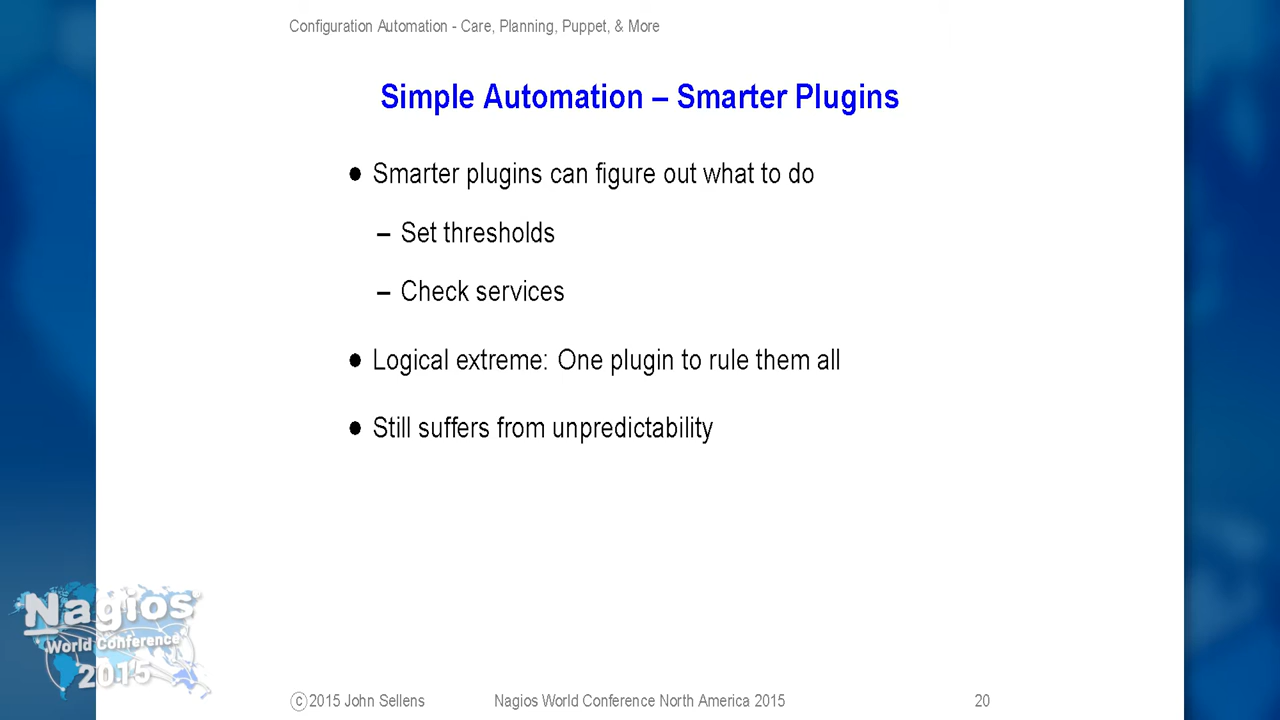 Configuration Automation - Care, Planning, Puppet, & More
Simple Automation – Smarter Plugins
● Smarter plugins can figure out what to do
– Set thresholds
– Check services
● Logical extreme: One plugin to rule them all
● Still suffers from unpredictability
Nagios®
World Conference
2015
©2015 John Sellens Nagios World Conference North America 2015 20